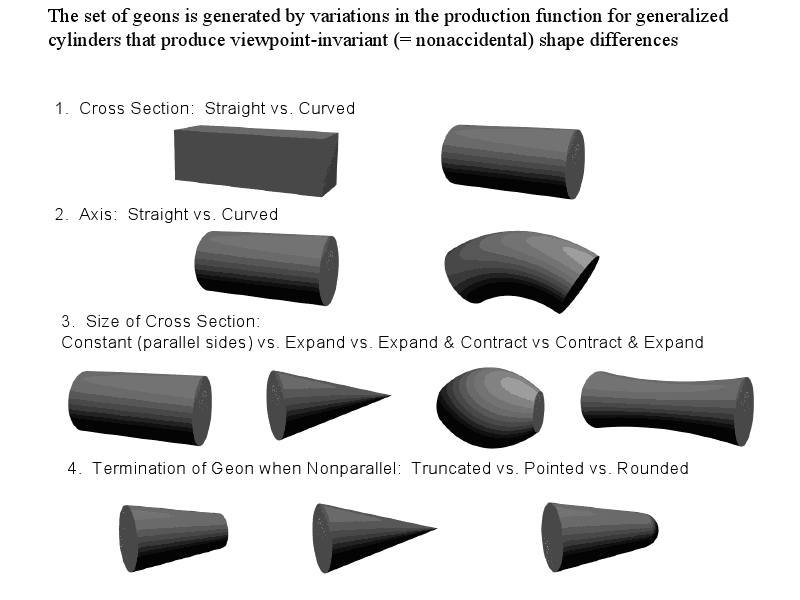 The set of geons is generated by variations in the production function for generalized
cylinders that produce viewpoint-invariant (= nonaccidental) shape differences
1. Cross Section: Straight vs. Curved
2. Axis: Straight vs. Curved
3. Size of Cross Section:
Constant (parallel sides) vs. Expand vs. Expand & Contract vs Contract & Expand
4. Termination of Geon when Nonparallel: Truncated vs. Pointed vs. Rounded